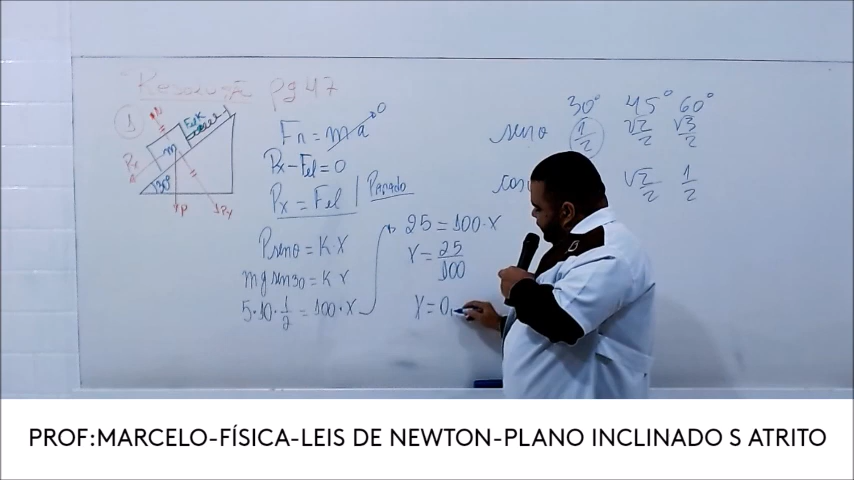 Resolução pg 47
1
N
Fel K
x
m
Px
30°
P
Py
Fn = m a 0
Px - Fel = 0
Px = Fel | Parado
P senθ = K · X
m g sen30 = K X
5 · 10 · 1/2 = 100 · X
25 = 100 · X
X = 25/100
X = 0,
30° 45° 60°
seno 1/2 √2/2 √3/2
cos √2/2 1/2
PROF:MARCELO-FÍSICA-LEIS DE NEWTON-PLANO INCLINADO S ATRITO